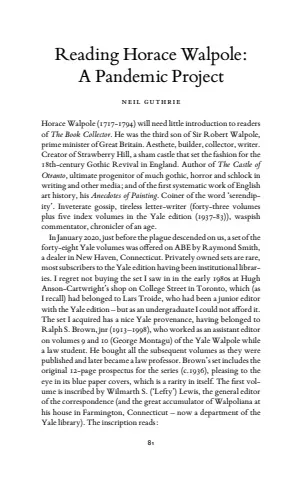 Reading Horace Walpole:
A Pandemic Project
NEIL GUTHRIE
Horace Walpole (1717–1794) will need little introduction to readers
of The Book Collector. He was the third son of Sir Robert Walpole,
prime minister of Great Britain. Aesthete, builder, collector, writer.
Creator of Strawberry Hill, a sham castle that set the fashion for the
18th-century Gothic Revival in England. Author of The Castle of
Otranto, ultimate progenitor of much gothic, horror and schlock in
writing and other media; and of the first systematic work of English
art history, his Anecdotes of Painting. Coiner of the word 'serendip-
ity'. Inveterate gossip, tireless letter-writer (forty-three volumes
plus five index volumes in the Yale edition (1937-83)), waspish
commentator, chronicler of an age.
In January 2020, just before the plague descended on us, a set of the
forty-eight Yale volumes was offered on ABE by Raymond Smith,
a dealer in New Haven, Connecticut. Privately owned sets are rare,
most subscribers to the Yale edition having been institutional librar-
ies. I regret not buying the set I saw in in the early 1980s at Hugh
Anson-Cartwright's shop on College Street in Toronto, which (as
I recall) had belonged to Lars Troide, who had been a junior editor
with the Yale edition – but as an undergraduate I could not afford it.
The set I acquired has a nice Yale provenance, having belonged to
Ralph S. Brown, jnr (1913–1998), who worked as an assistant editor
on volumes 9 and 10 (George Montagu) of the Yale Walpole while
a law student. He bought all the subsequent volumes as they were
published and later became a law professor. Brown's set includes the
original 12-page prospectus for the series (c.1936), pleasing to the
eye in its blue paper covers, which is a rarity in itself. The first vol-
ume is inscribed by Wilmarth S. ('Lefty') Lewis, the general editor
of the correspondence (and the great accumulator of Walpoliana at
his house in Farmington, Connecticut – now a department of the
Yale library). The inscription reads:
81